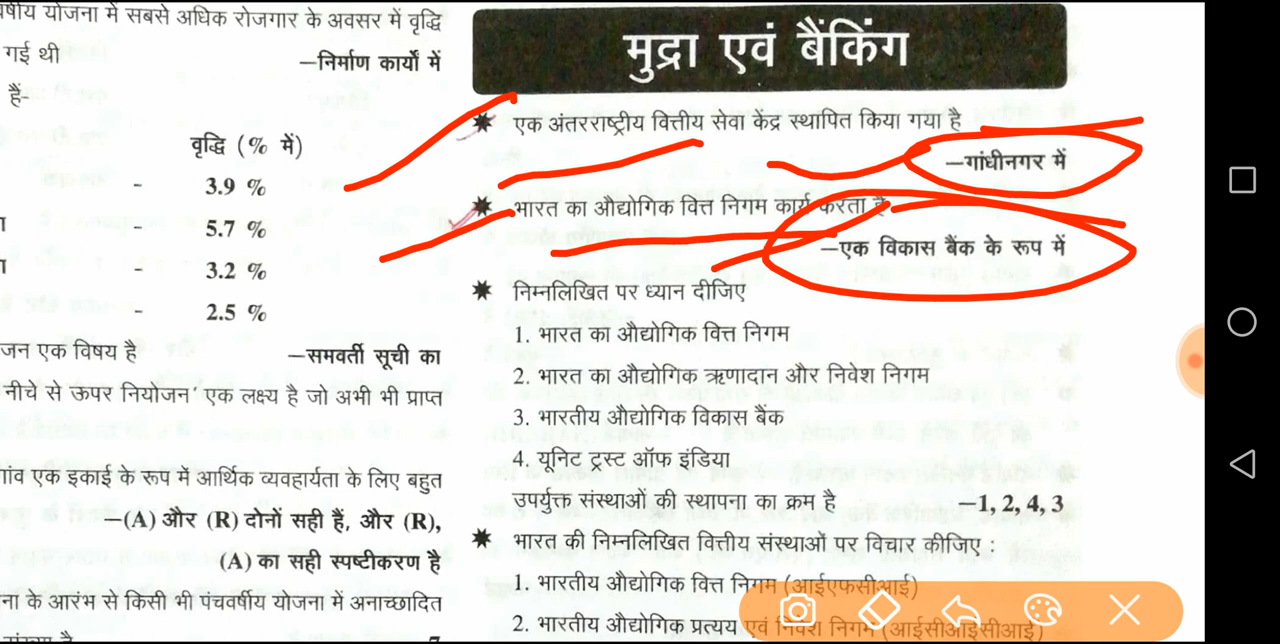 वर्षीय योजना में सबसे अधिक रोजगार के अवसर में वृद्धि
गई थी –निर्माण कार्यों में
हैं-
वृद्धि (% में)
- 3.9 %
- 5.7 %
- 3.2 %
- 2.5 %
जन एक विषय है –समवर्ती सूची का
नीचे से ऊपर नियोजन एक लक्ष्य है जो अभी भी प्राप्त
गांव एक इकाई के रूप में आर्थिक व्यवहार्यता के लिए बहुत
–(A) और (R) दोनों सही हैं, और (R),
(A) का सही स्पष्टीकरण है
ना के आरंभ से किसी भी पंचवर्षीय योजना में अनाच्छादित
मुद्रा एवं बैंकिंग
एक अंतरराष्ट्रीय वित्तीय सेवा केंद्र स्थापित किया गया है
–गांधीनगर में
भारत का औद्योगिक वित्त निगम कार्य करता है
–एक विकास बैंक के रूप में
निम्नलिखित पर ध्यान दीजिए
1. भारत का औद्योगिक वित्त निगम
2. भारत का औद्योगिक ऋणादान और निवेश निगम
3. भारतीय औद्योगिक विकास बैंक
4. यूनिट ट्रस्ट ऑफ इंडिया
उपर्युक्त संस्थाओं की स्थापना का क्रम है –1, 2, 4, 3
भारत की निम्नलिखित वित्तीय संस्थाओं पर विचार कीजिए :
1. भारतीय औद्योगिक वित्त निगम (आईएफसीआई)
2. भारतीय औद्योगिक प्रत्यय एवं निवेश निगम (आईसीआईसीआई)